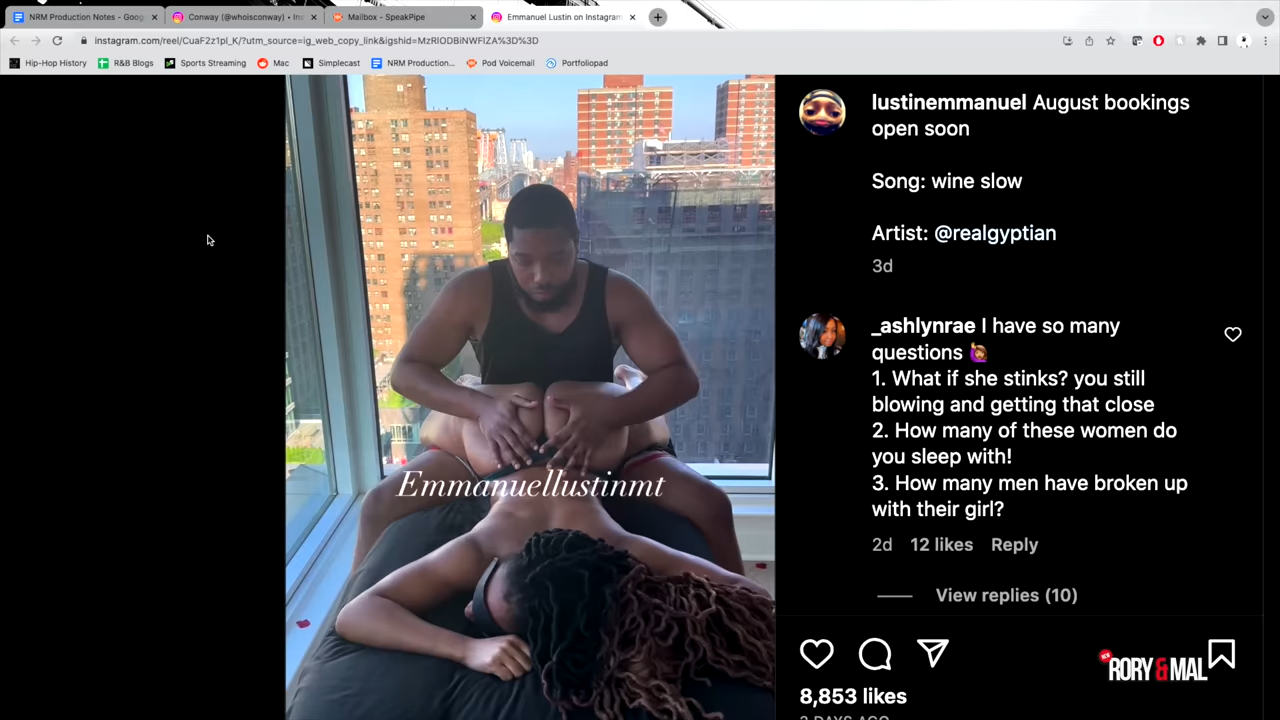 NRM Production Notes - Goog
Conway (@whoisconway) • Ins
Mailbox - SpeakPipe
Emmanuel Lustin on Instagram
instagram.com/reel/CuaF2z1pl_K/?utm_source=ig_web_copy_link&igshid=MzRlODBiNWFlZA%3D%3D
Hip-Hop History
R&B Blogs
Sports Streaming
Mac
Simplecast
NRM Production...
Pod Voicemail
Portfoliopad
lustinemmanuel August bookings
open soon
Song: wine slow
Artist: @realgyptian
3d
_ashlynrae I have so many
questions 🙋🏽‍♀️
1. What if she stinks? you still
blowing and getting that close
2. How many of these women do
you sleep with!
3. How many men have broken up
with their girl?
2d 12 likes Reply
View replies (10)
Emmanuellustinmt
NEW
RORY & MAL
8,853 likes
3 DAYS AGO